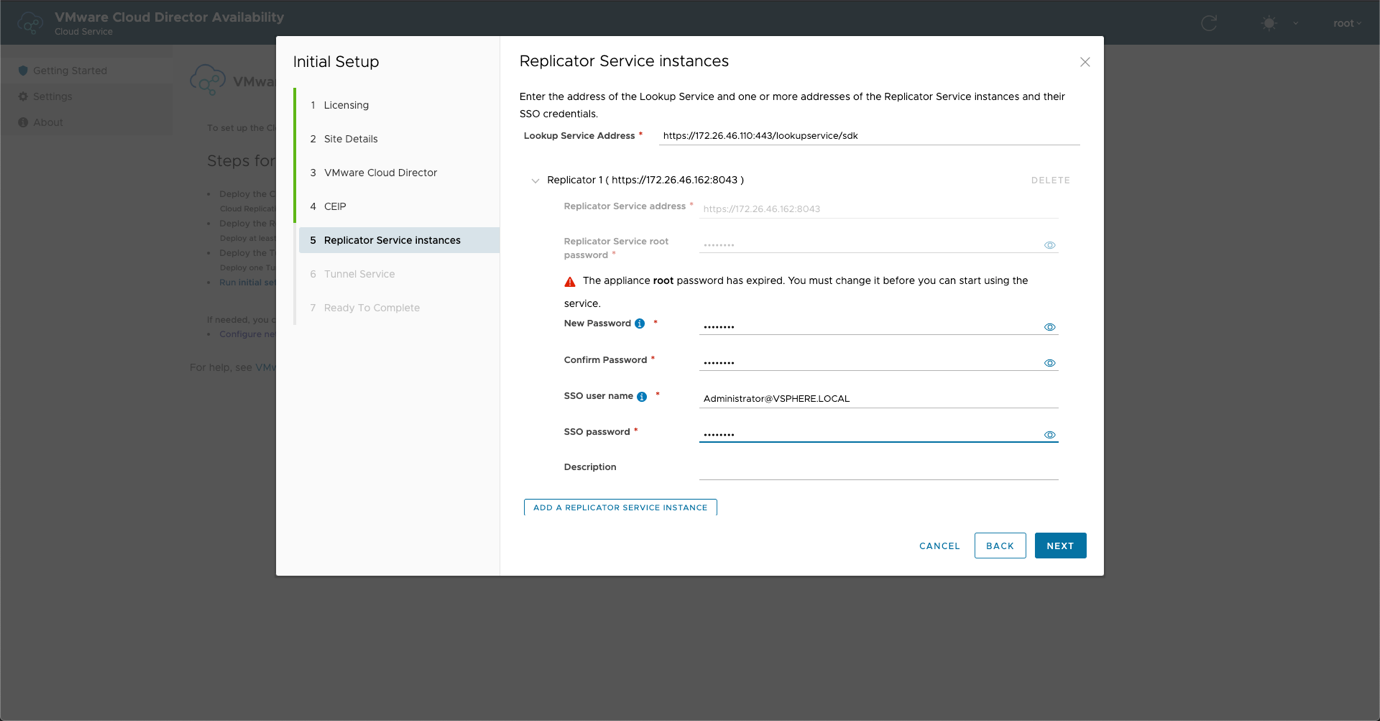 VMware Cloud Director Availability
Cloud Service
root
Getting Started
Settings
About
VMwa
To set up the Cl
Steps for
Deploy the C
Cloud Replica
Deploy the R
Deploy at leas
Deploy the T
Deploy one Tu
Run initial se
If needed, you c
Configure ne
For help, see VMw
Initial Setup
1 Licensing
2 Site Details
3 VMware Cloud Director
4 CEIP
5 Replicator Service instances
6 Tunnel Service
7 Ready To Complete
Replicator Service instances
Enter the address of the Lookup Service and one or more addresses of the Replicator Service instances and their
SSO credentials.
Lookup Service Address * https://172.26.46.110:443/lookupservice/sdk
Replicator 1 ( https://172.26.46.162:8043 ) DELETE
Replicator Service address * https://172.26.46.162:8043
Replicator Service root
password * ••••••••
The appliance root password has expired. You must change it before you can start using the
service.
New Password * ••••••••
Confirm Password * ••••••••
SSO user name * Administrator@VSPHERE.LOCAL
SSO password * ••••••••
Description
ADD A REPLICATOR SERVICE INSTANCE
CANCEL BACK NEXT